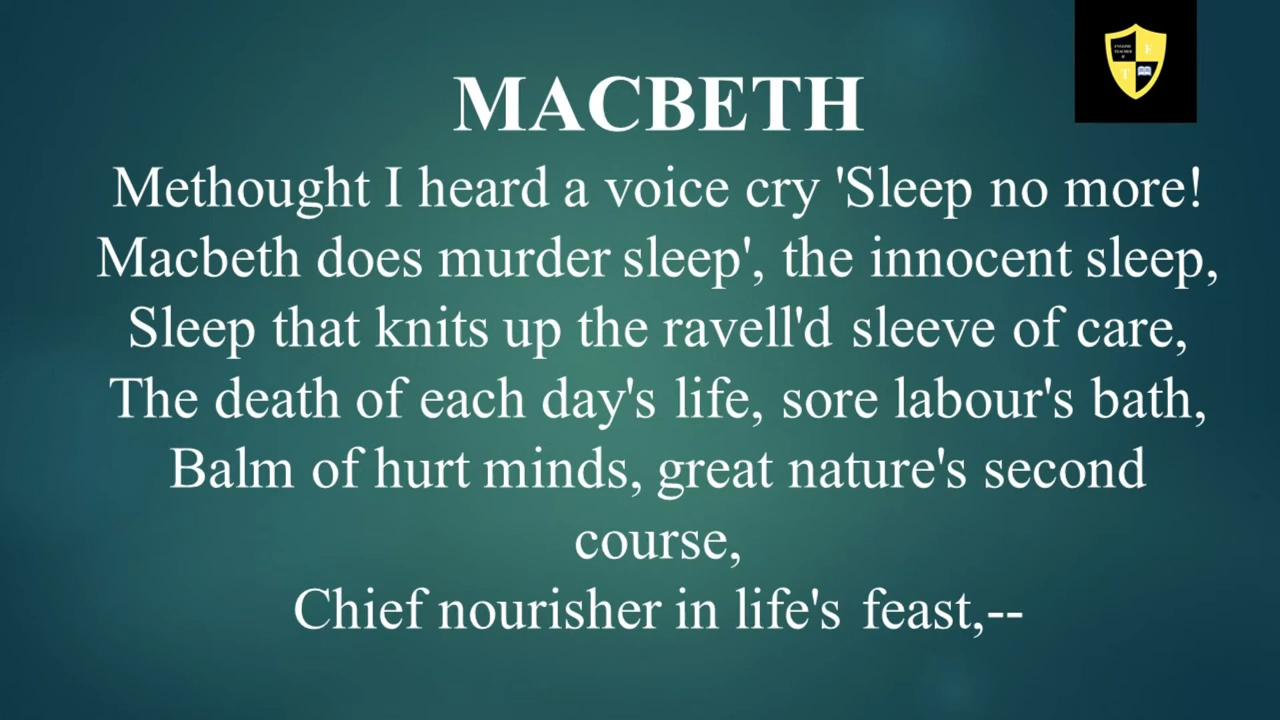 MACBETH
Methought I heard a voice cry 'Sleep no more!
Macbeth does murder sleep', the innocent sleep,
Sleep that knits up the ravell'd sleeve of care,
The death of each day's life, sore labour's bath,
Balm of hurt minds, great nature's second
course,
Chief nourisher in life's feast,--
E
T